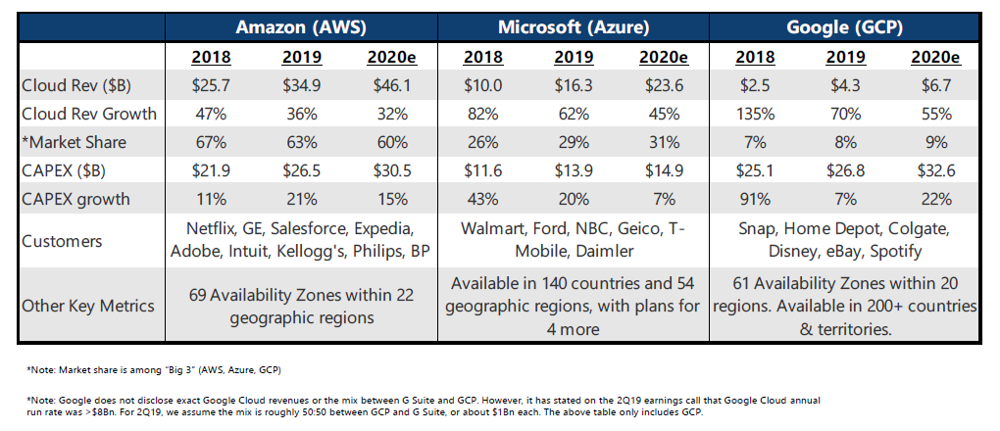 Amazon (AWS) Microsoft (Azure) Google (GCP)
2018 2019 2020e 2018 2019 2020e 2018 2019 2020e
Cloud Rev ($B) $25.7 $34.9 $46.1 $10.0 $16.3 $23.6 $2.5 $4.3 $6.7
Cloud Rev Growth 47% 36% 32% 82% 62% 45% 135% 70% 55%
*Market Share 67% 63% 60% 26% 29% 31% 7% 8% 9%
CAPEX ($B) $21.9 $26.5 $30.5 $11.6 $13.9 $14.9 $25.1 $26.8 $32.6
CAPEX growth 11% 21% 15% 43% 20% 7% 91% 7% 22%
Customers
Netflix, GE, Salesforce, Expedia,
Adobe, Intuit, Kellogg's, Philips, BP
Walmart, Ford, NBC, Geico, T-
Mobile, Daimler
Snap, Home Depot, Colgate,
Disney, eBay, Spotify
Other Key Metrics
69 Availability Zones within 22
geographic regions
Available in 140 countries and 54
geographic regions, with plans for
4 more
61 Availability Zones within 20
regions. Available in 200+ countries
& territories.
*Note: Market share is among "Big 3" (AWS, Azure, GCP)
*Note: Google does not disclose exact Google Cloud revenues or the mix between G Suite and GCP. However, it has stated on the 2Q19 earnings call that Google Cloud annual
run rate was >$8Bn. For 2Q19, we assume the mix is roughly 50:50 between GCP and G Suite, or about $1Bn each. The above table only includes GCP.